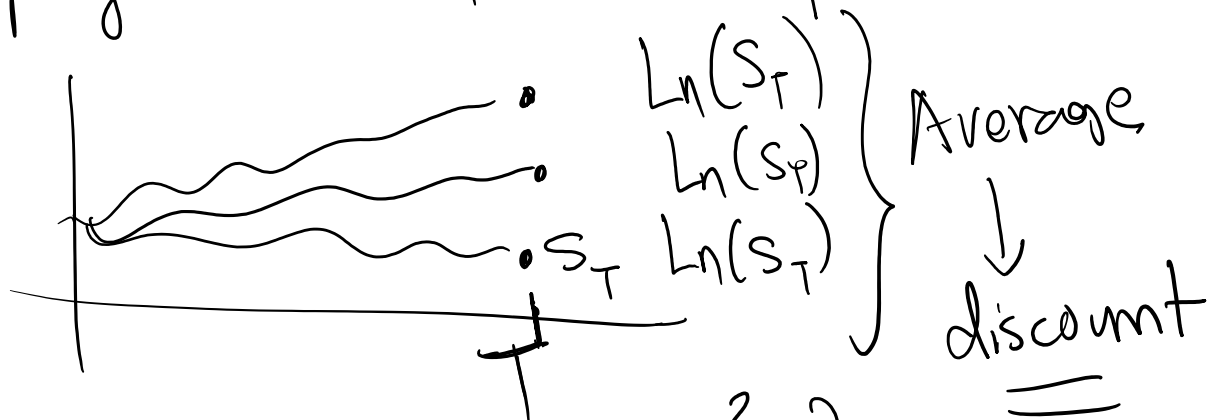 Ln(S_T)
Average
Ln(S_T)
S_T Ln(S_T)
discount
T